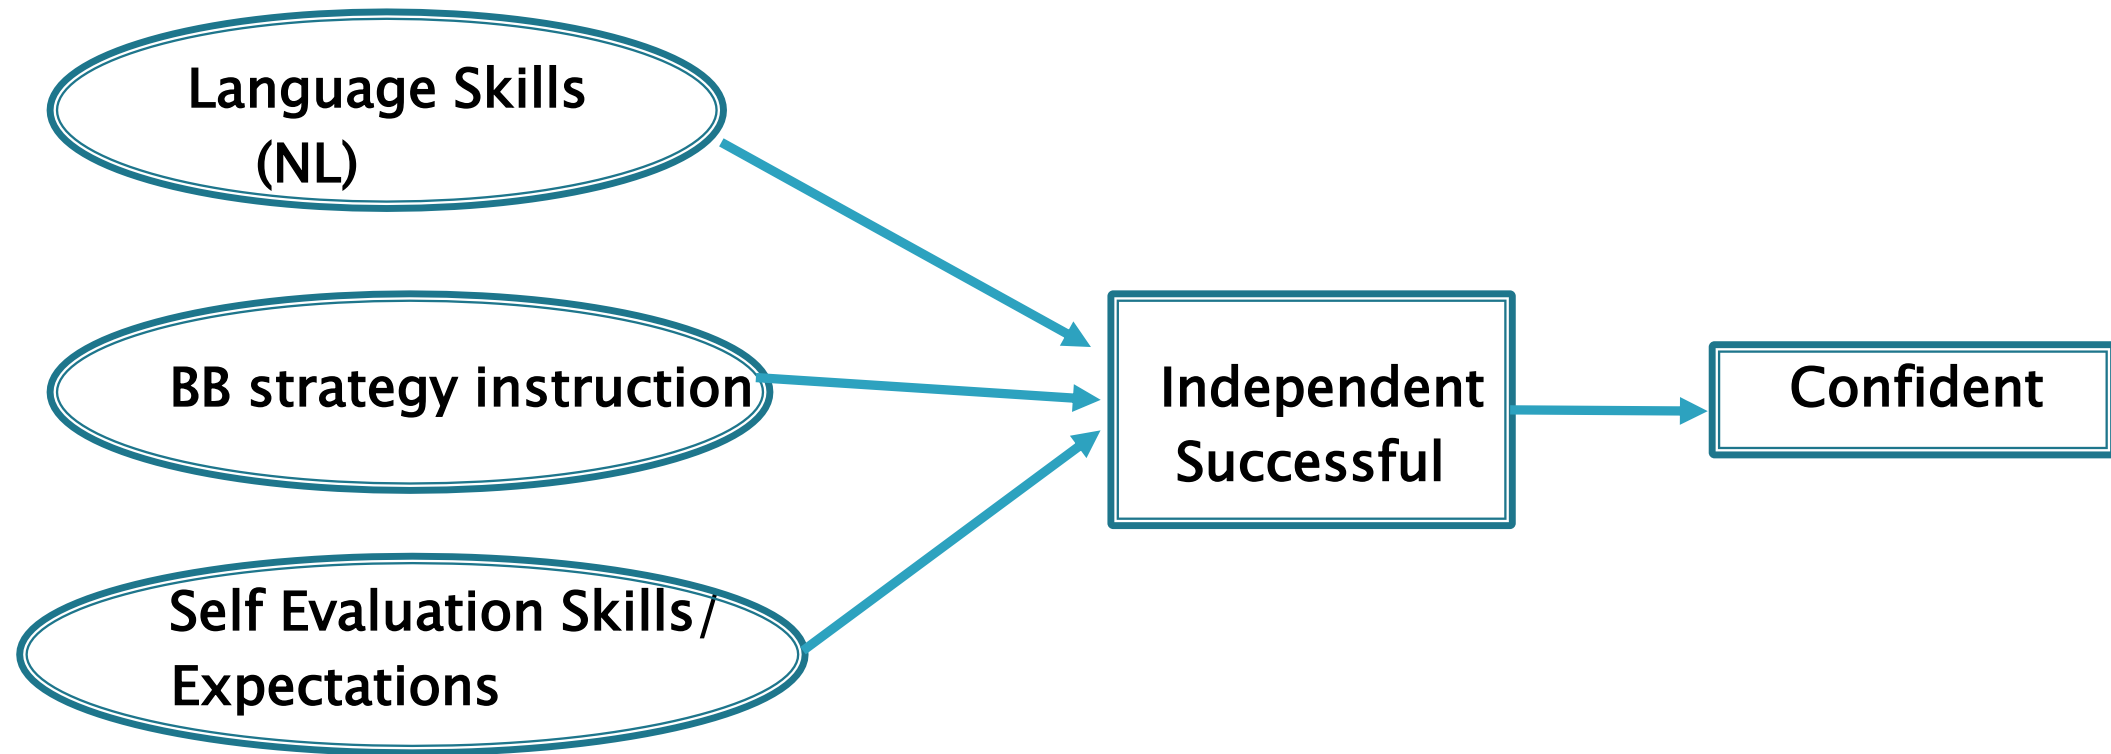 Language Skills
(NL)
BB strategy instruction
Self Evaluation Skills/
Expectations
Independent
Successful
Confident